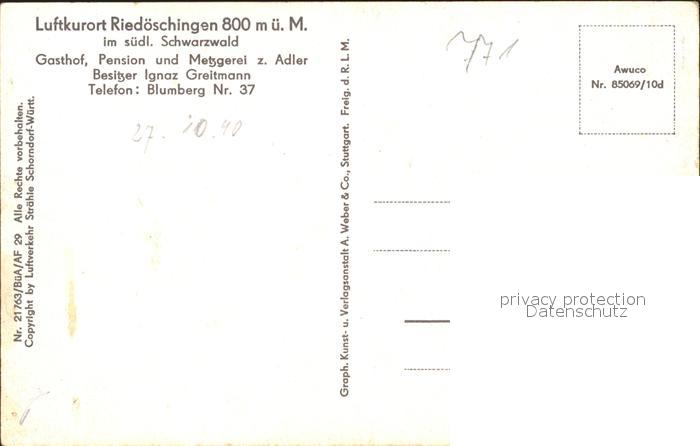 Luftkurort Riedöschingen 800 m ü. M.
im südl. Schwarzwald
Gasthof, Pension und Metzgerei z. Adler
Besitzer Ignaz Greitmann
Telefon: Blumberg Nr. 37
27. 10. 40
Nr. 21763/BüA/AF 29 Alle Rechte vorbehalten.
Copyright by Luftverkehr Strähle Schorndorf-Württ.
Graph. Kunst- u. Verlagsanstalt A. Weber & Co., Stuttgart. Freig. d. R. L. M.
771
Awuco
Nr. 85069/10d
privacy protection
Datenschutz